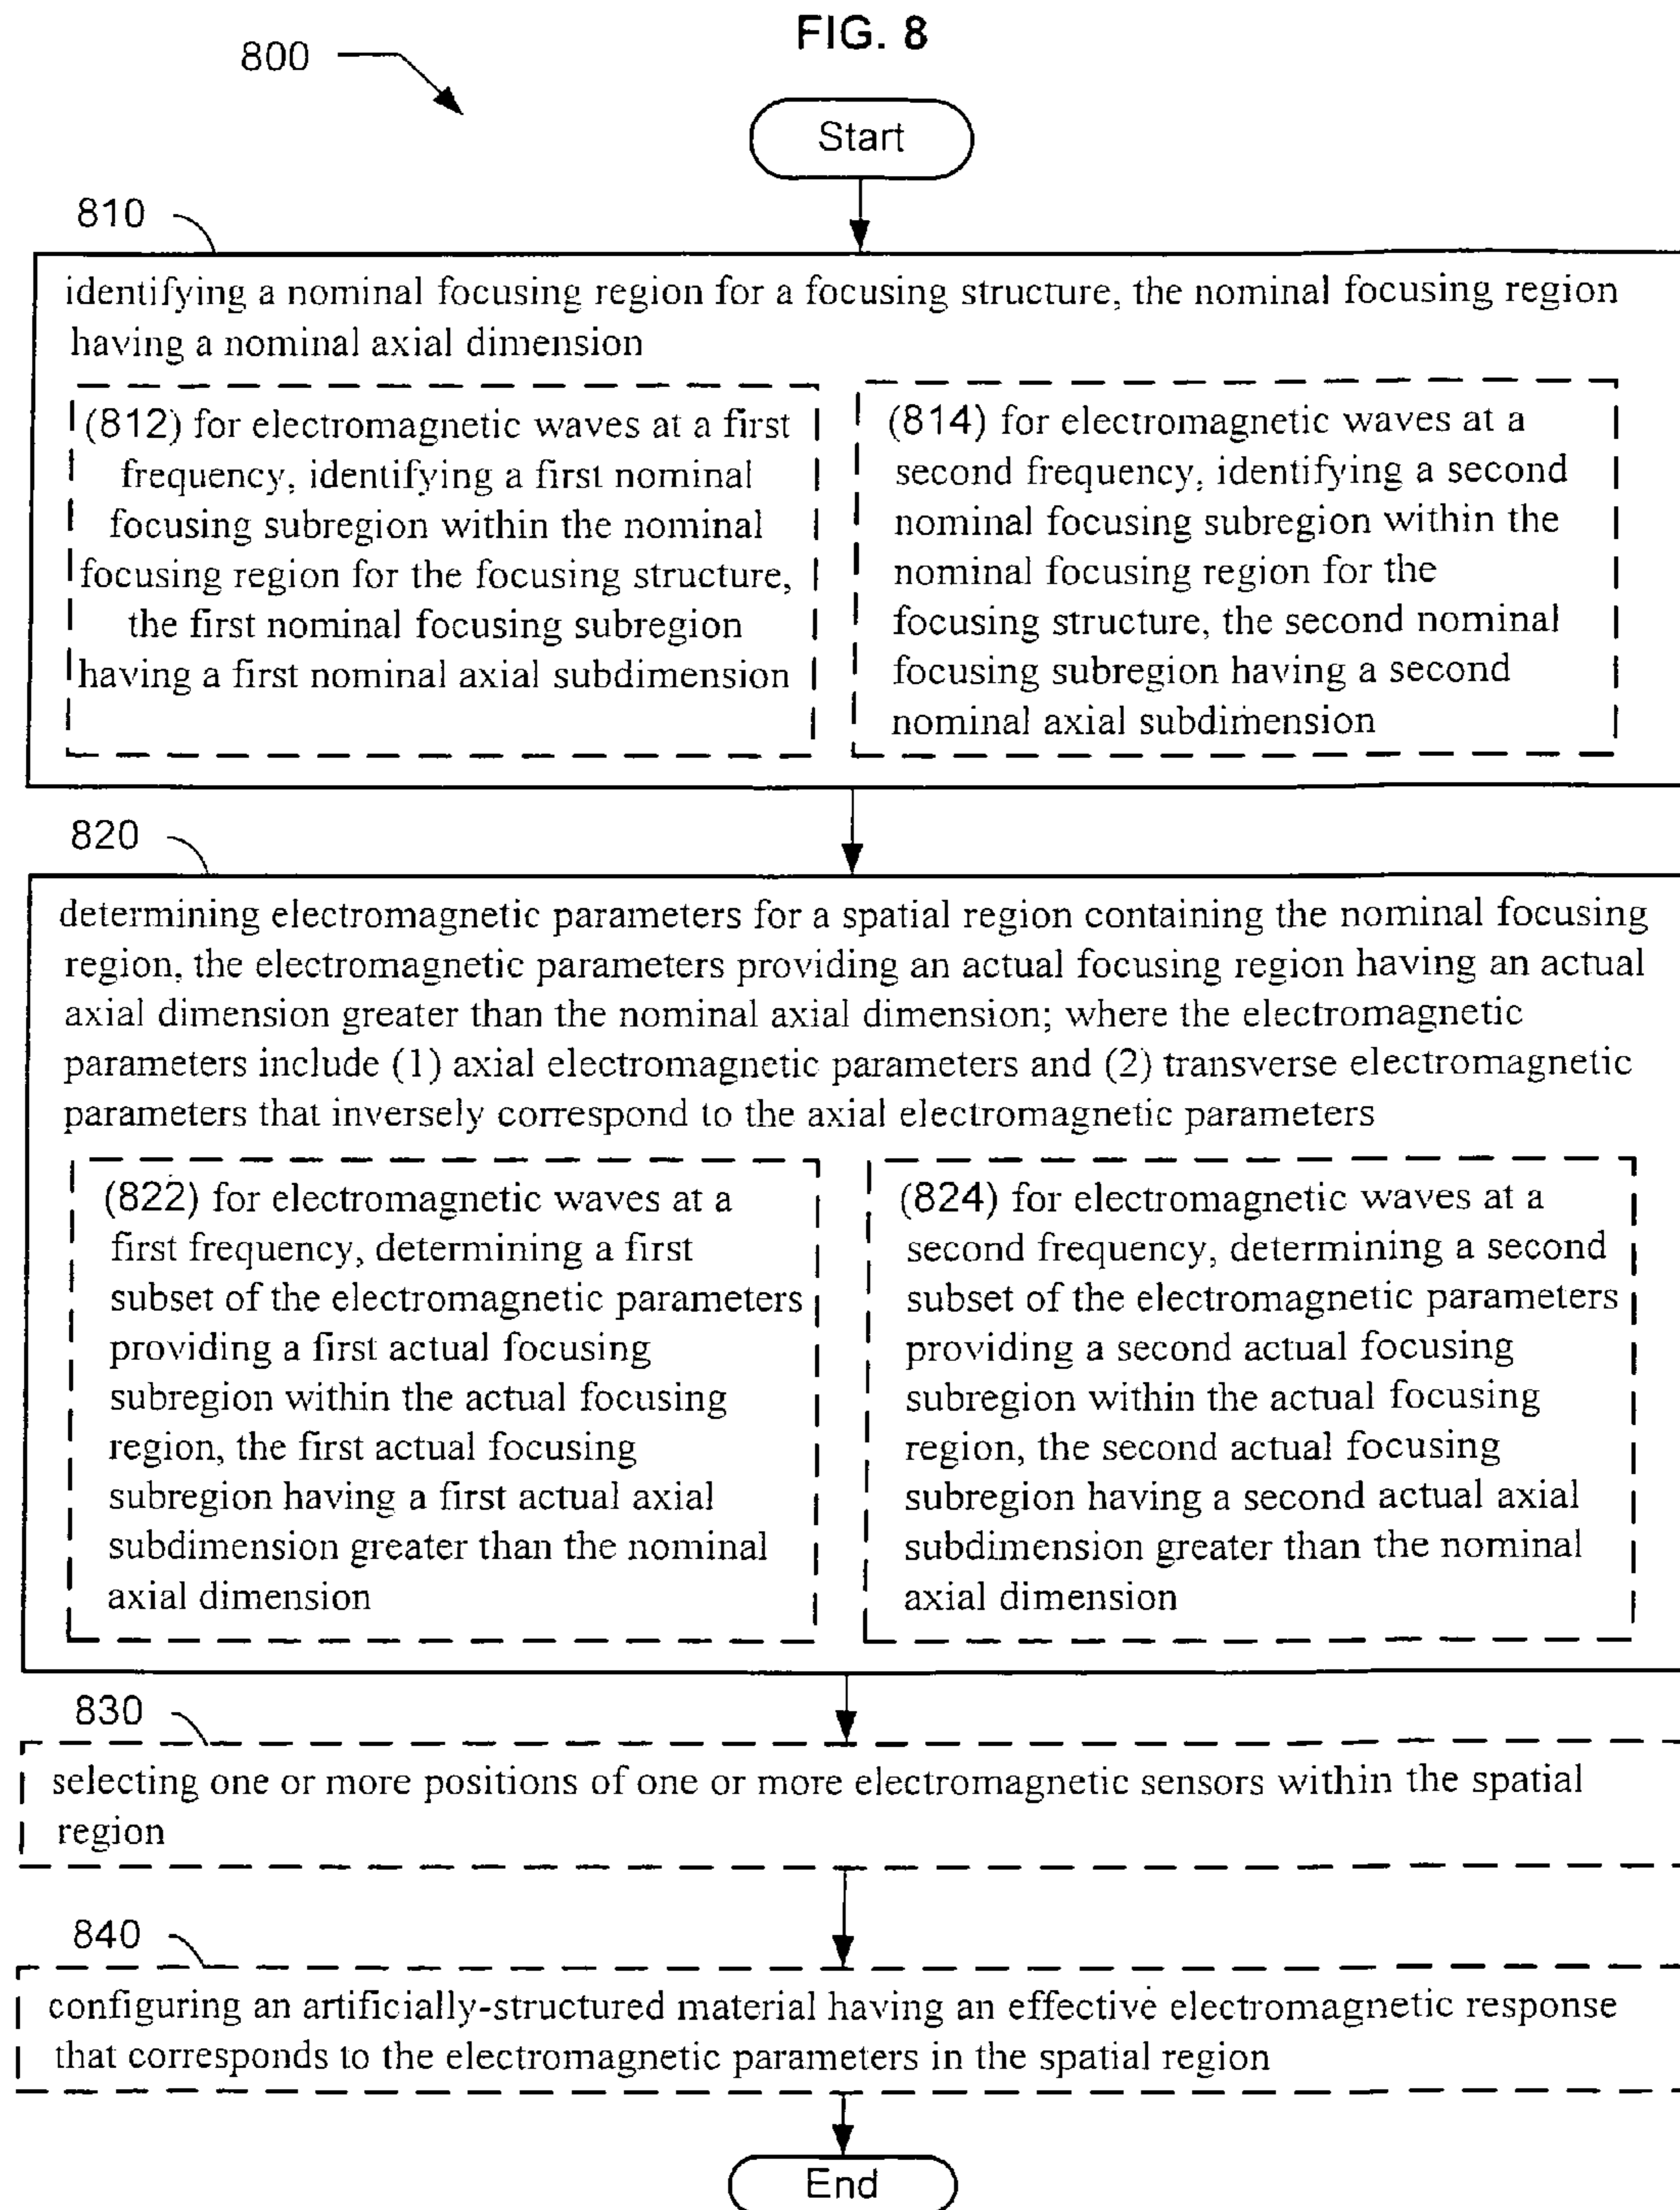 FIG. 8
800
Start
810
identifying a nominal focusing region for a focusing structure, the nominal focusing region
having a nominal axial dimension
(812) for electromagnetic waves at a first
frequency, identifying a first nominal
focusing subregion within the nominal
focusing region for the focusing structure,
the first nominal focusing subregion
having a first nominal axial subdimension
(814) for electromagnetic waves at a
second frequency, identifying a second
nominal focusing subregion within the
nominal focusing region for the
focusing structure, the second nominal
focusing subregion having a second
nominal axial subdimension
820
determining electromagnetic parameters for a spatial region containing the nominal focusing
region, the electromagnetic parameters providing an actual focusing region having an actual
axial dimension greater than the nominal axial dimension; where the electromagnetic
parameters include (1) axial electromagnetic parameters and (2) transverse electromagnetic
parameters that inversely correspond to the axial electromagnetic parameters
(822) for electromagnetic waves at a
first frequency, determining a first
subset of the electromagnetic parameters
providing a first actual focusing
subregion within the actual focusing
region, the first actual focusing
subregion having a first actual axial
subdimension greater than the nominal
axial dimension
(824) for electromagnetic waves at a
second frequency, determining a second
subset of the electromagnetic parameters
providing a second actual focusing
subregion within the actual focusing
region, the second actual focusing
subregion having a second actual axial
subdimension greater than the nominal
axial dimension
830
selecting one or more positions of one or more electromagnetic sensors within the spatial
region
840
configuring an artificially-structured material having an effective electromagnetic response
that corresponds to the electromagnetic parameters in the spatial region
End